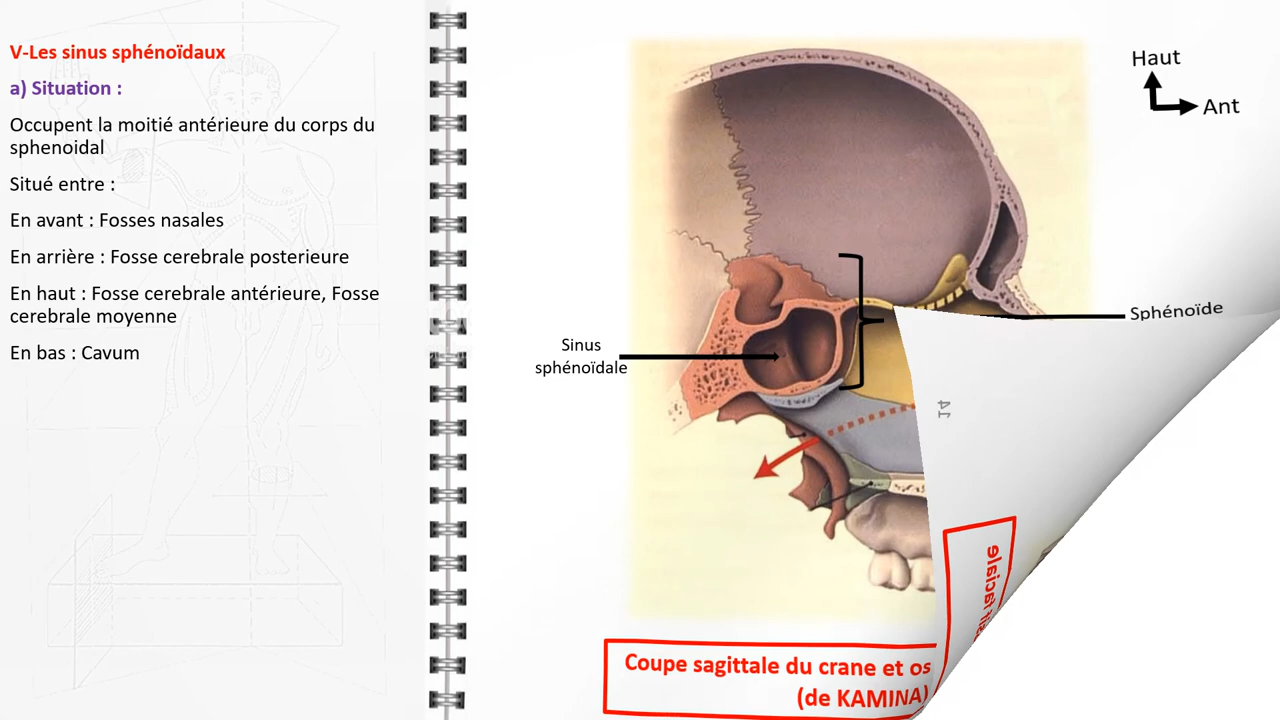 V-Les sinus sphénoïdaux
a) Situation :
Occupent la moitié antérieure du corps du
sphenoidal
Situé entre :
En avant : Fosses nasales
En arrière : Fosse cerebrale posterieure
En haut : Fosse cerebrale antérieure, Fosse
cerebrale moyenne
En bas : Cavum
Haut
Ant
Sphénoïde
Sinus
sphénoïdale
41
Coupe sagittale du crane et os
(de KAMINA)